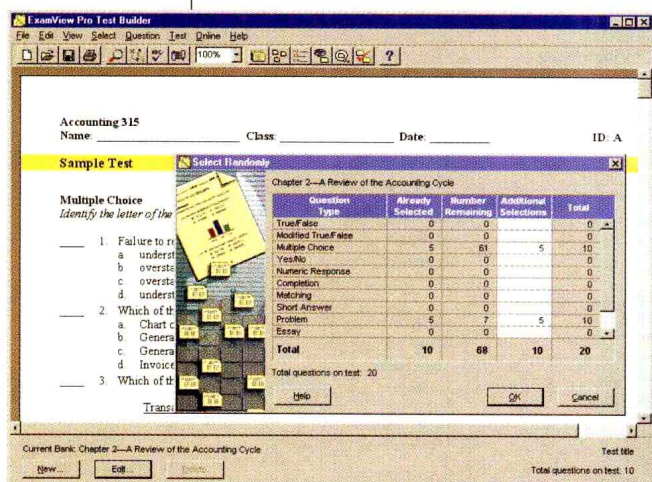 ExamView Pro Test Builder
File Edit View Select Question Test Online Help
100%
Accounting 315
Name: Class: Date: ID: A
Sample Test
Select Randomly
Multiple Choice
Identify the letter of the
1. Failure to
a. underst
b. oversta
c. oversta
d. underst
2. Which of th
a. Chart
b. Genera
c. Genera
d. Invoice
3. Which of th
Trans
Chapter 2—A Review of the Accounting Cycle
Question Type Already Selected Number Remaining Additional Selections Total
True/False 0 0 0
Modified True/False 0 0 0
Multiple Choice 5 61 5 10
Yes/No 0 0 0
Numeric Response 0 0 0
Completion 0 0 0
Matching 0 0 0
Short Answer 0 0 0
Problem 5 7 5 10
Essay 0 0 0
Total 10 68 10 20
Total questions on test: 20
Help OK Cancel
Current Bank: Chapter 2—A Review of the Accounting Cycle Test title
New... Edit... Delete Total questions on test: 10